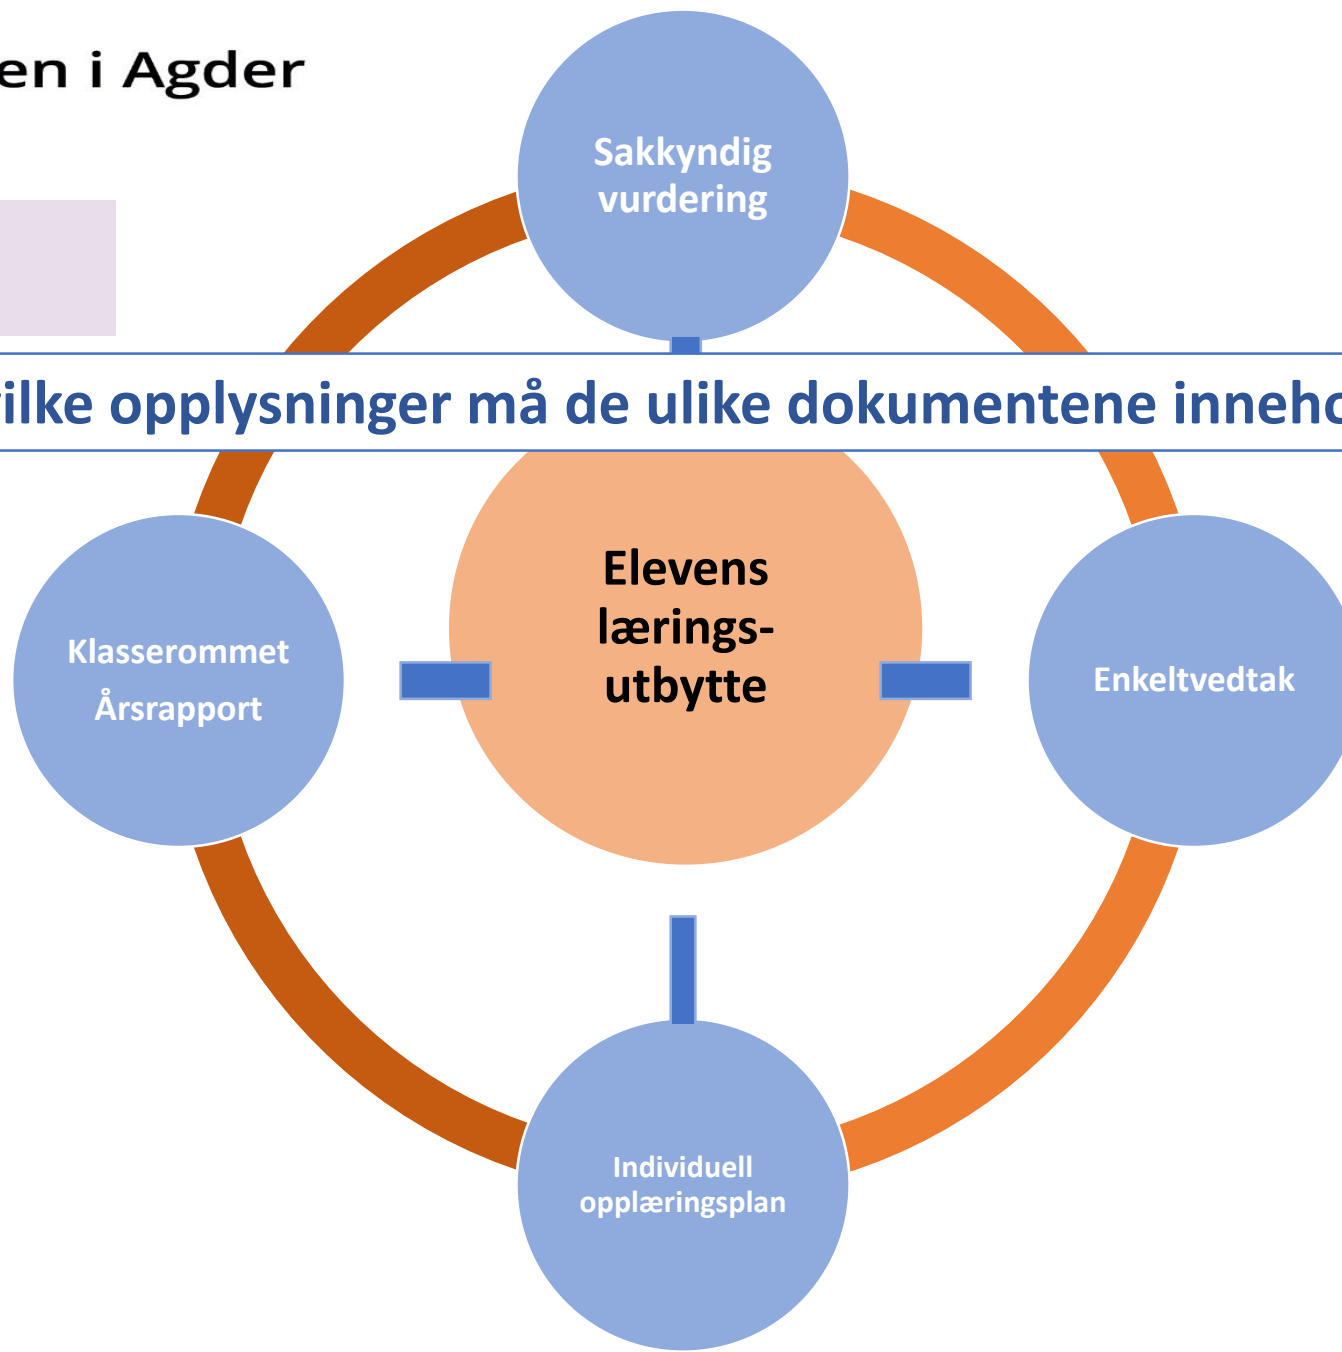 en i Agder
Sakkyndig
vurdering
ilke opplysninger må de ulike dokumentene inneho
Elevens
lærings-
utbytte
Klasserommet
Årsrapport
Enkeltvedtak
Individuell
opplæringsplan